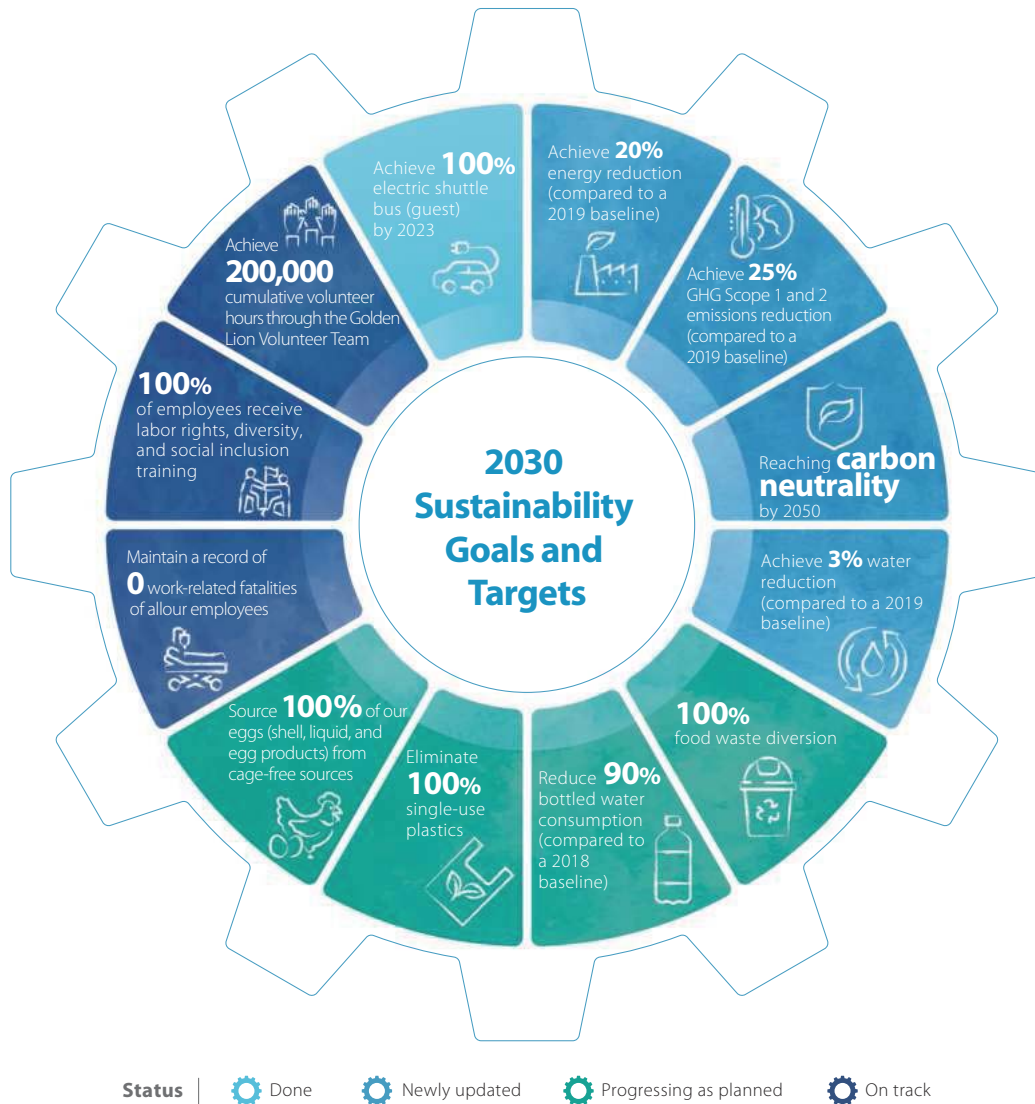 Achieve 100%
electric shuttle
bus (guest)
by 2023
Achieve 20%
energy reduction
(compared to a
2019 baseline)
Achieve 25%
GHG Scope 1 and 2
emissions reduction
(compared to a
2019 baseline)
Reaching carbon
neutrality
by 2050
Achieve 3% water
reduction
(compared to a 2019
baseline)
100%
food waste diversion
Reduce 90%
bottled water
consumption
(compared to
a 2018
baseline)
Eliminate
100%
single-use
plastics
Source 100% of our
eggs (shell, liquid, and
egg products) from
cage-free sources
Maintain a record of
0 work-related fatalities
of allour employees
100%
of employees receive
labor rights, diversity,
and social inclusion
training
Achieve
200,000
cumulative volunteer
hours through the Golden
Lion Volunteer Team
2030
Sustainability
Goals and
Targets
Status Done Newly updated Progressing as planned On track